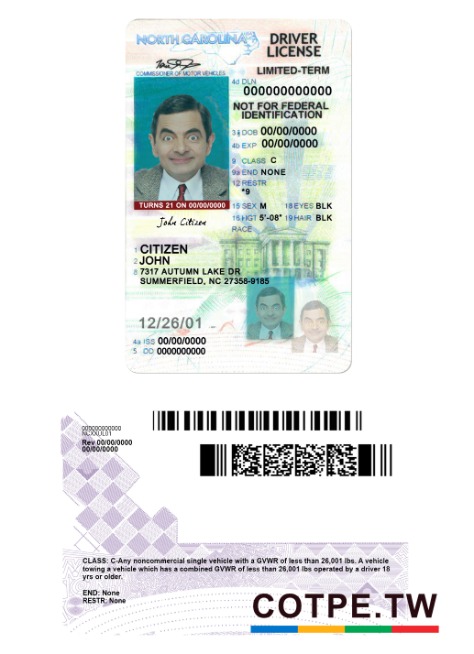 NORTH CAROLINA
DRIVER
LICENSE
COMMISSIONER OF MOTOR VEHICLES
LIMITED-TERM
4d DLN
000000000000
NOT FOR FEDERAL
IDENTIFICATION
3 DOB 00/00/0000
4b EXP 00/00/0000
9 CLASS C
9a END NONE
12 RESTR
*9
TURNS 21 ON 00/00/0000
15 SEX M 18 EYES BLK
16 HGT 5'-08" 19 HAIR BLK
RACE
John Citizen
1 CITIZEN
2 JOHN
8 7317 AUTUMN LAKE DR
SUMMERFIELD, NC 27358-9185
12/26/01
4a ISS 00/00/0000
5 DD 0000000000
000000000000
Rev 00/00/0000
00/00/0000
CLASS: C-Any noncommercial single vehicle with a GVWR of less than 26,001 lbs. A vehicle
towing a vehicle which has a combined GVWR of less than 26,001 lbs operated by a driver 18
yrs or older.
END: None
RESTR: None
COTPE.TW